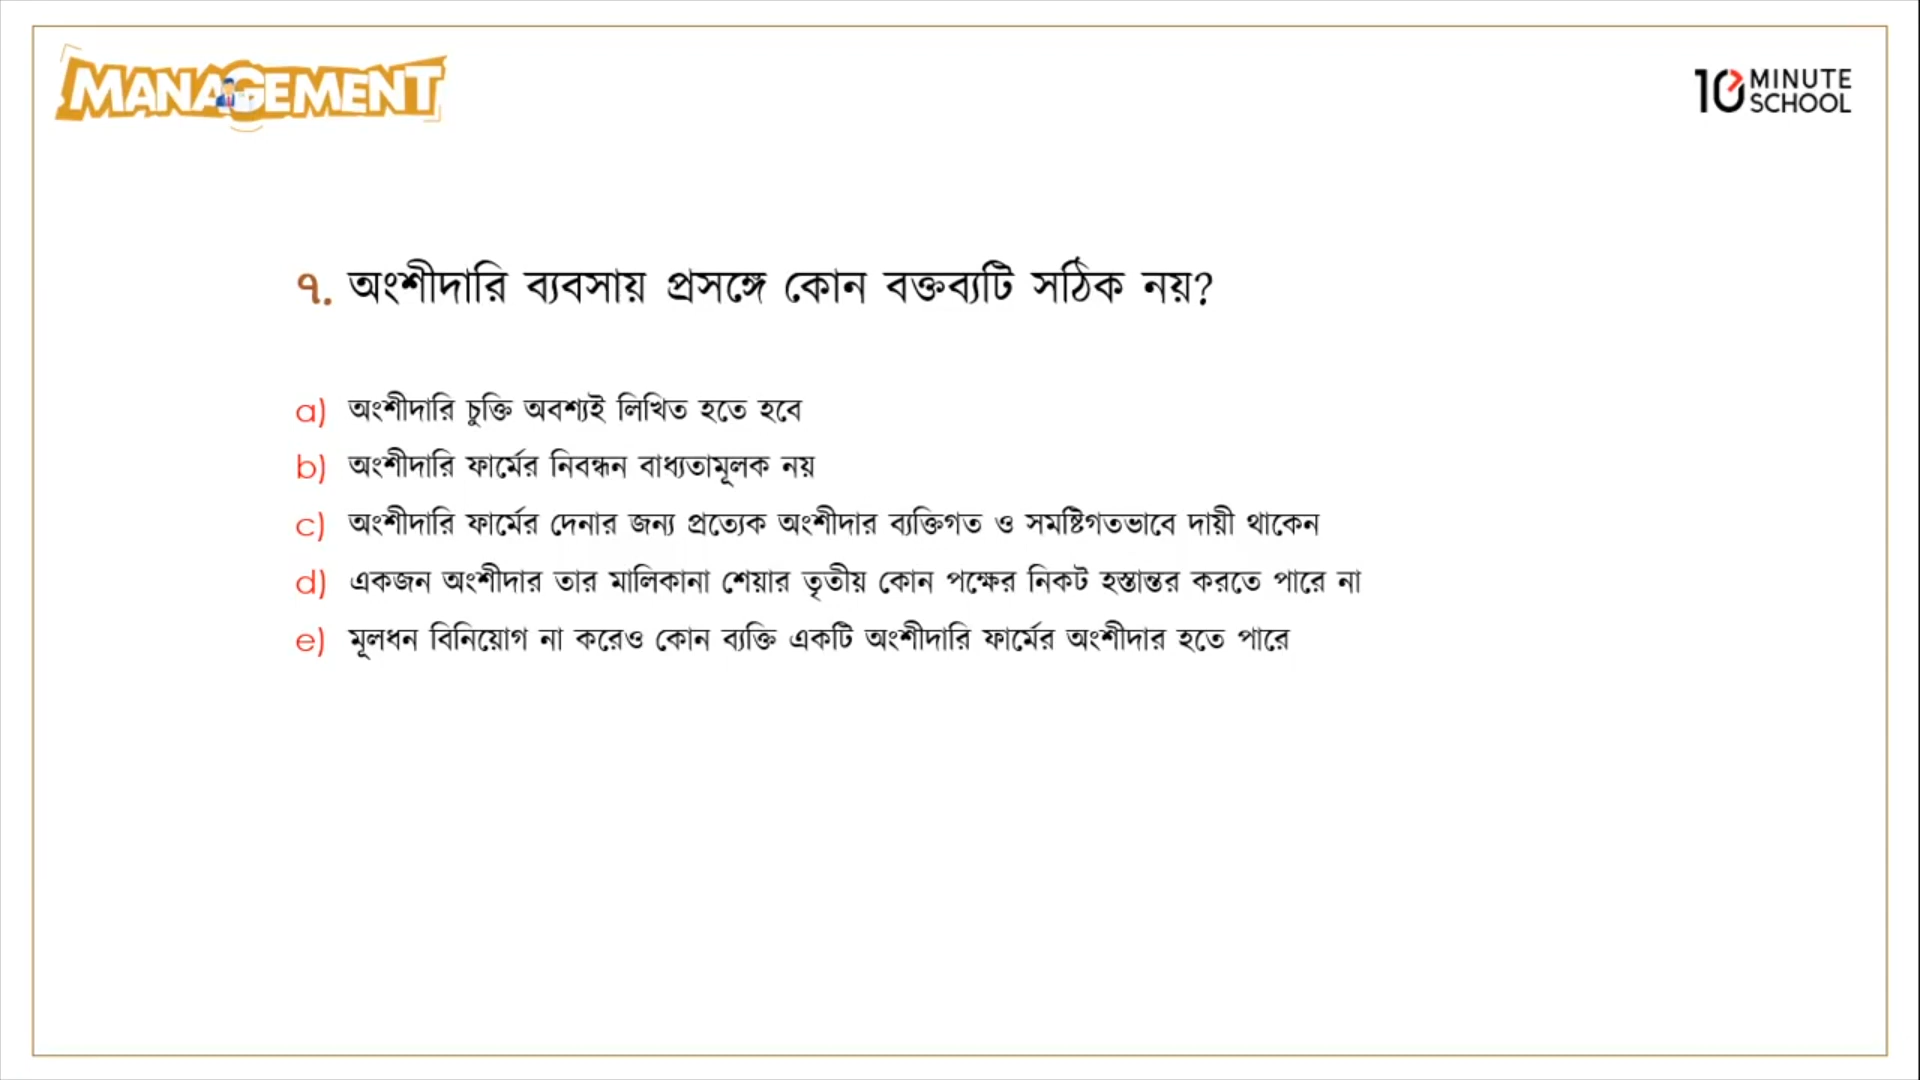 MANAGEMENT
10 MINUTE SCHOOL
৭. অংশীদারি ব্যবসায় প্রসঙ্গে কোন বক্তব্যটি সঠিক নয়?
a) অংশীদারি চুক্তি অবশ্যই লিখিত হতে হবে
b) অংশীদারি ফার্মের নিবন্ধন বাধ্যতামূলক নয়
c) অংশীদারি ফার্মের দেনার জন্য প্রত্যেক অংশীদার ব্যক্তিগত ও সমষ্টিগতভাবে দায়ী থাকেন
d) একজন অংশীদার তার মালিকানা শেয়ার তৃতীয় কোন পক্ষের নিকট হস্তান্তর করতে পারে না
e) মূলধন বিনিয়োগ না করেও কোন ব্যক্তি একটি অংশীদারি ফার্মের অংশীদার হতে পারে